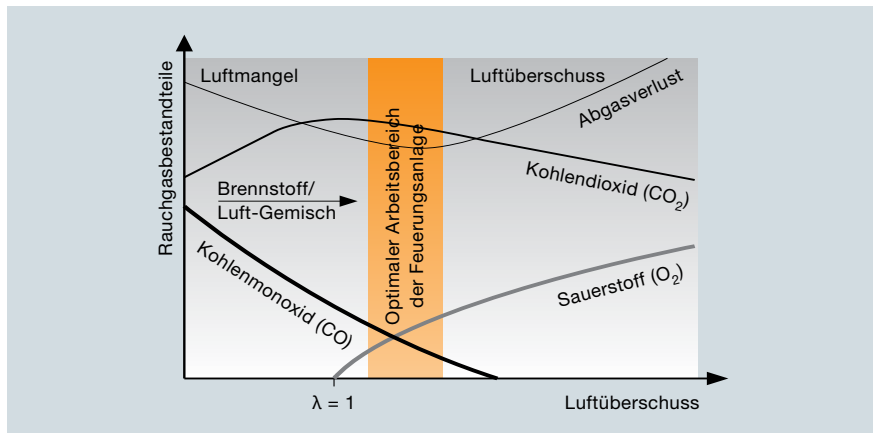 Rauchgasbestandteile
Luftmangel
Luftüberschuss
Abgasverlust
Optimaler Arbeitsbereich
der Feuerungsanlage
Kohlendioxid (CO₂)
Brennstoff/
Luft-Gemisch
Kohlenmonoxid (CO)
Sauerstoff (O₂)
λ = 1
Luftüberschuss